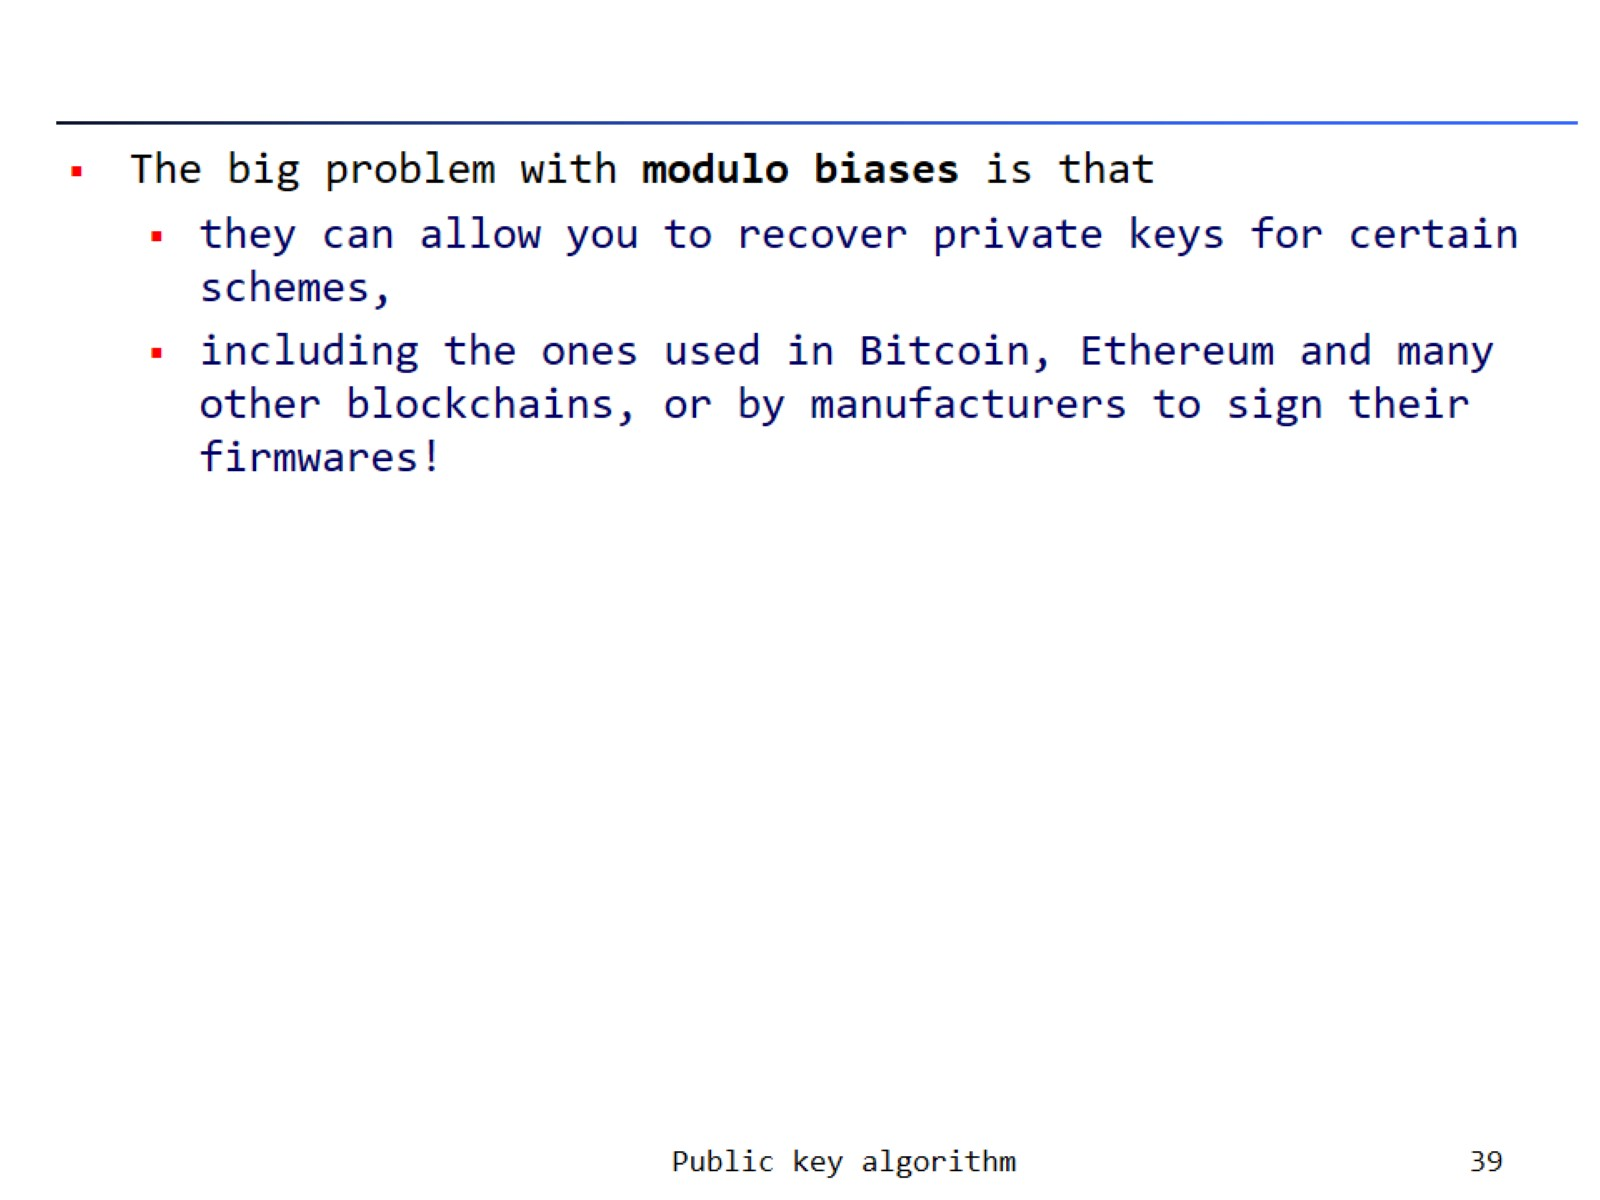 The big problem with modulo biases is that
they can allow you to recover private keys for certain
schemes,
including the ones used in Bitcoin, Ethereum and many
other blockchains, or by manufacturers to sign their
firmwares!
Public key algorithm
39